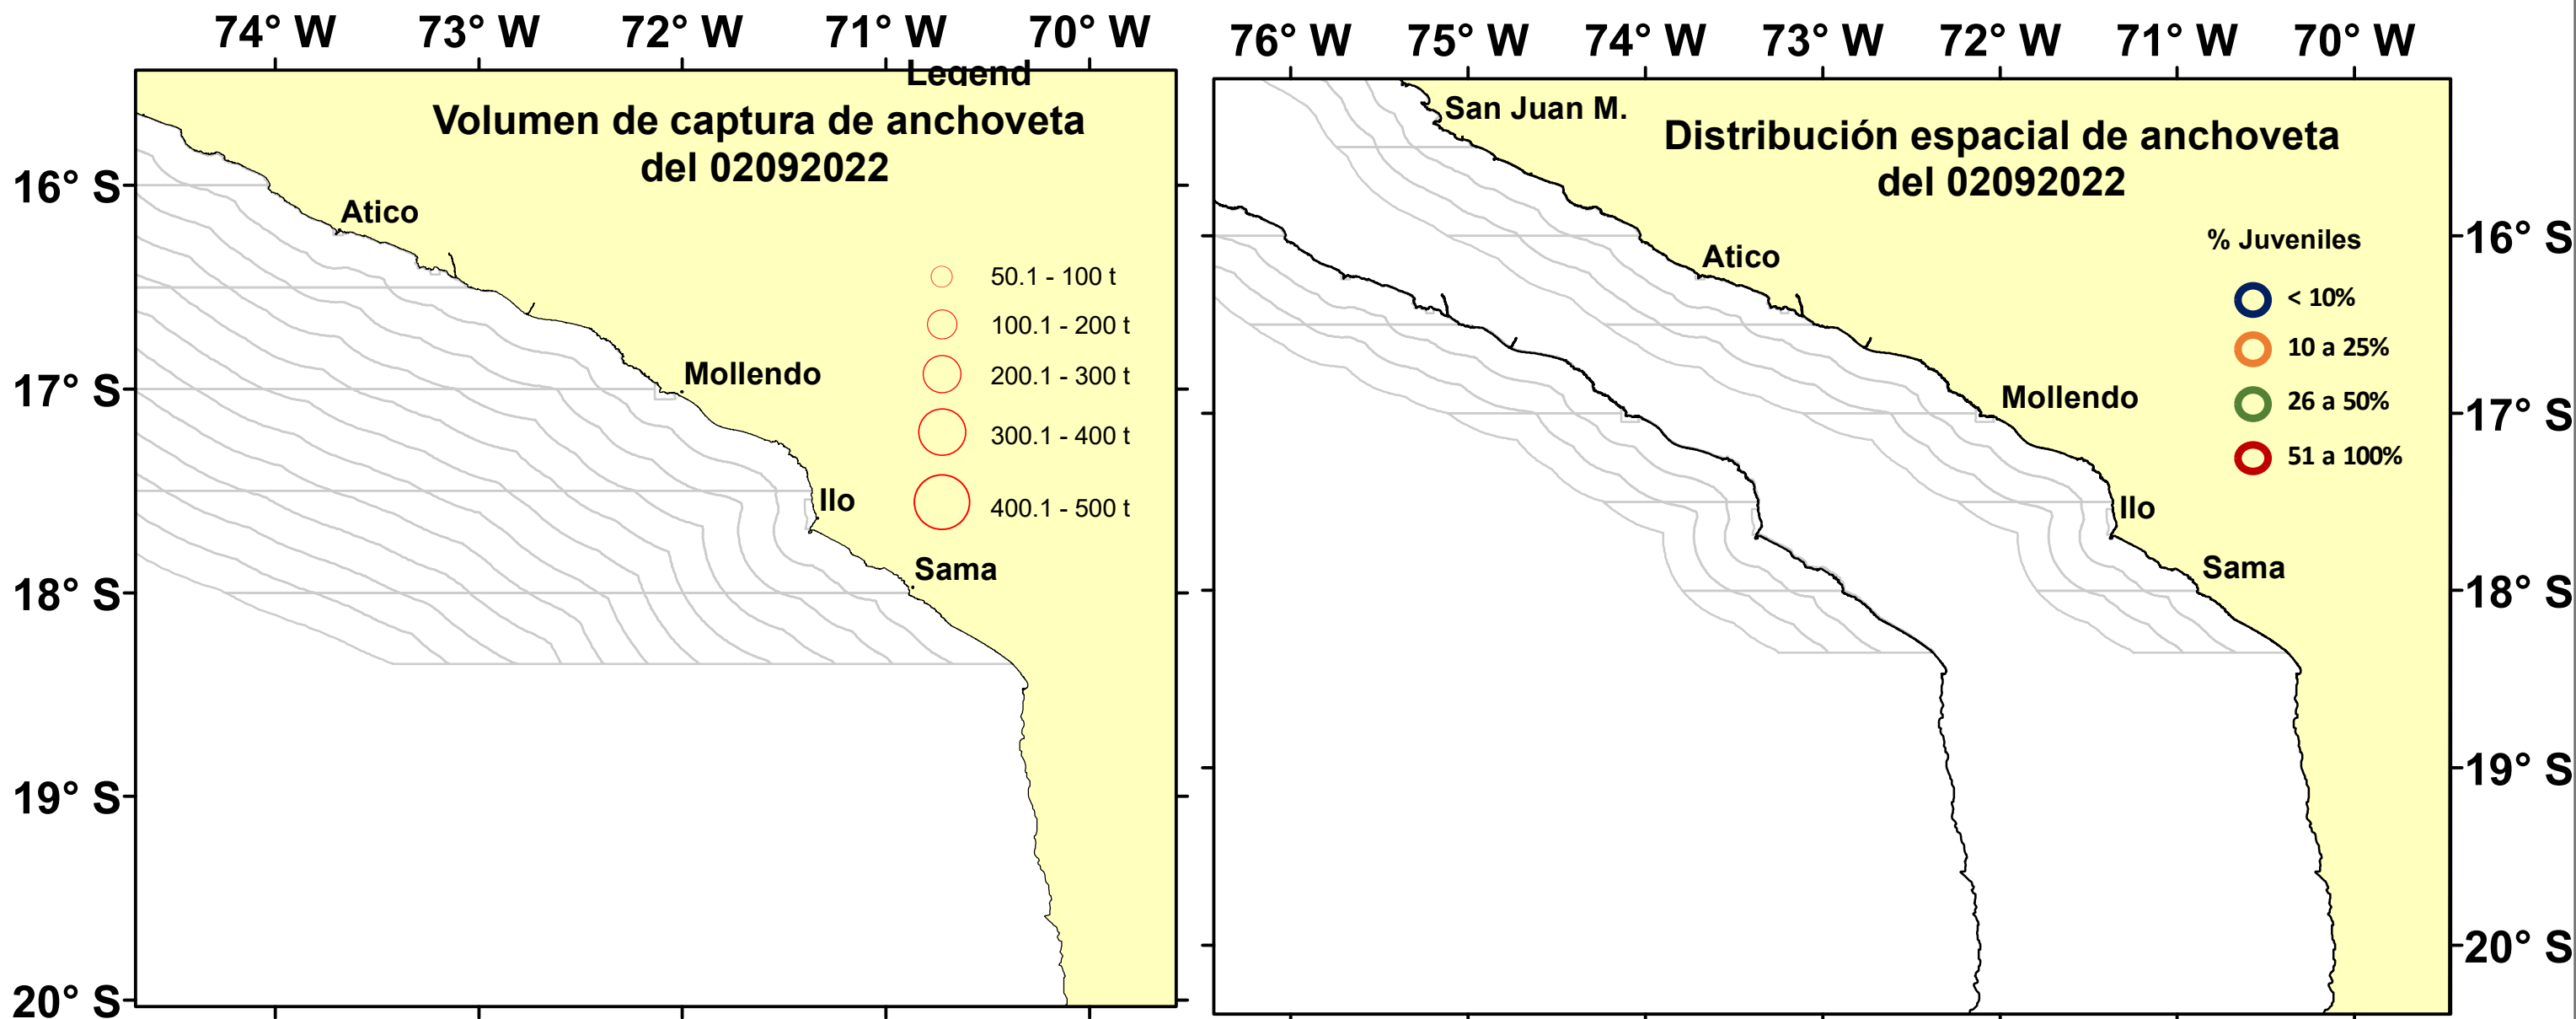 74° W 73° W 72° W 71° W 70° W
Legend
Volumen de captura de anchoveta
del 02092022
16° S
Atico
50.1 - 100 t
100.1 - 200 t
200.1 - 300 t
300.1 - 400 t
400.1 - 500 t
17° S
Mollendo
Ilo
Sama
18° S
19° S
20° S
76° W 75° W 74° W 73° W 72° W 71° W 70° W
San Juan M.
Distribución espacial de anchoveta
del 02092022
% Juveniles
< 10%
10 a 25%
26 a 50%
51 a 100%
Atico
16° S
Mollendo
17° S
Ilo
Sama
18° S
19° S
20° S